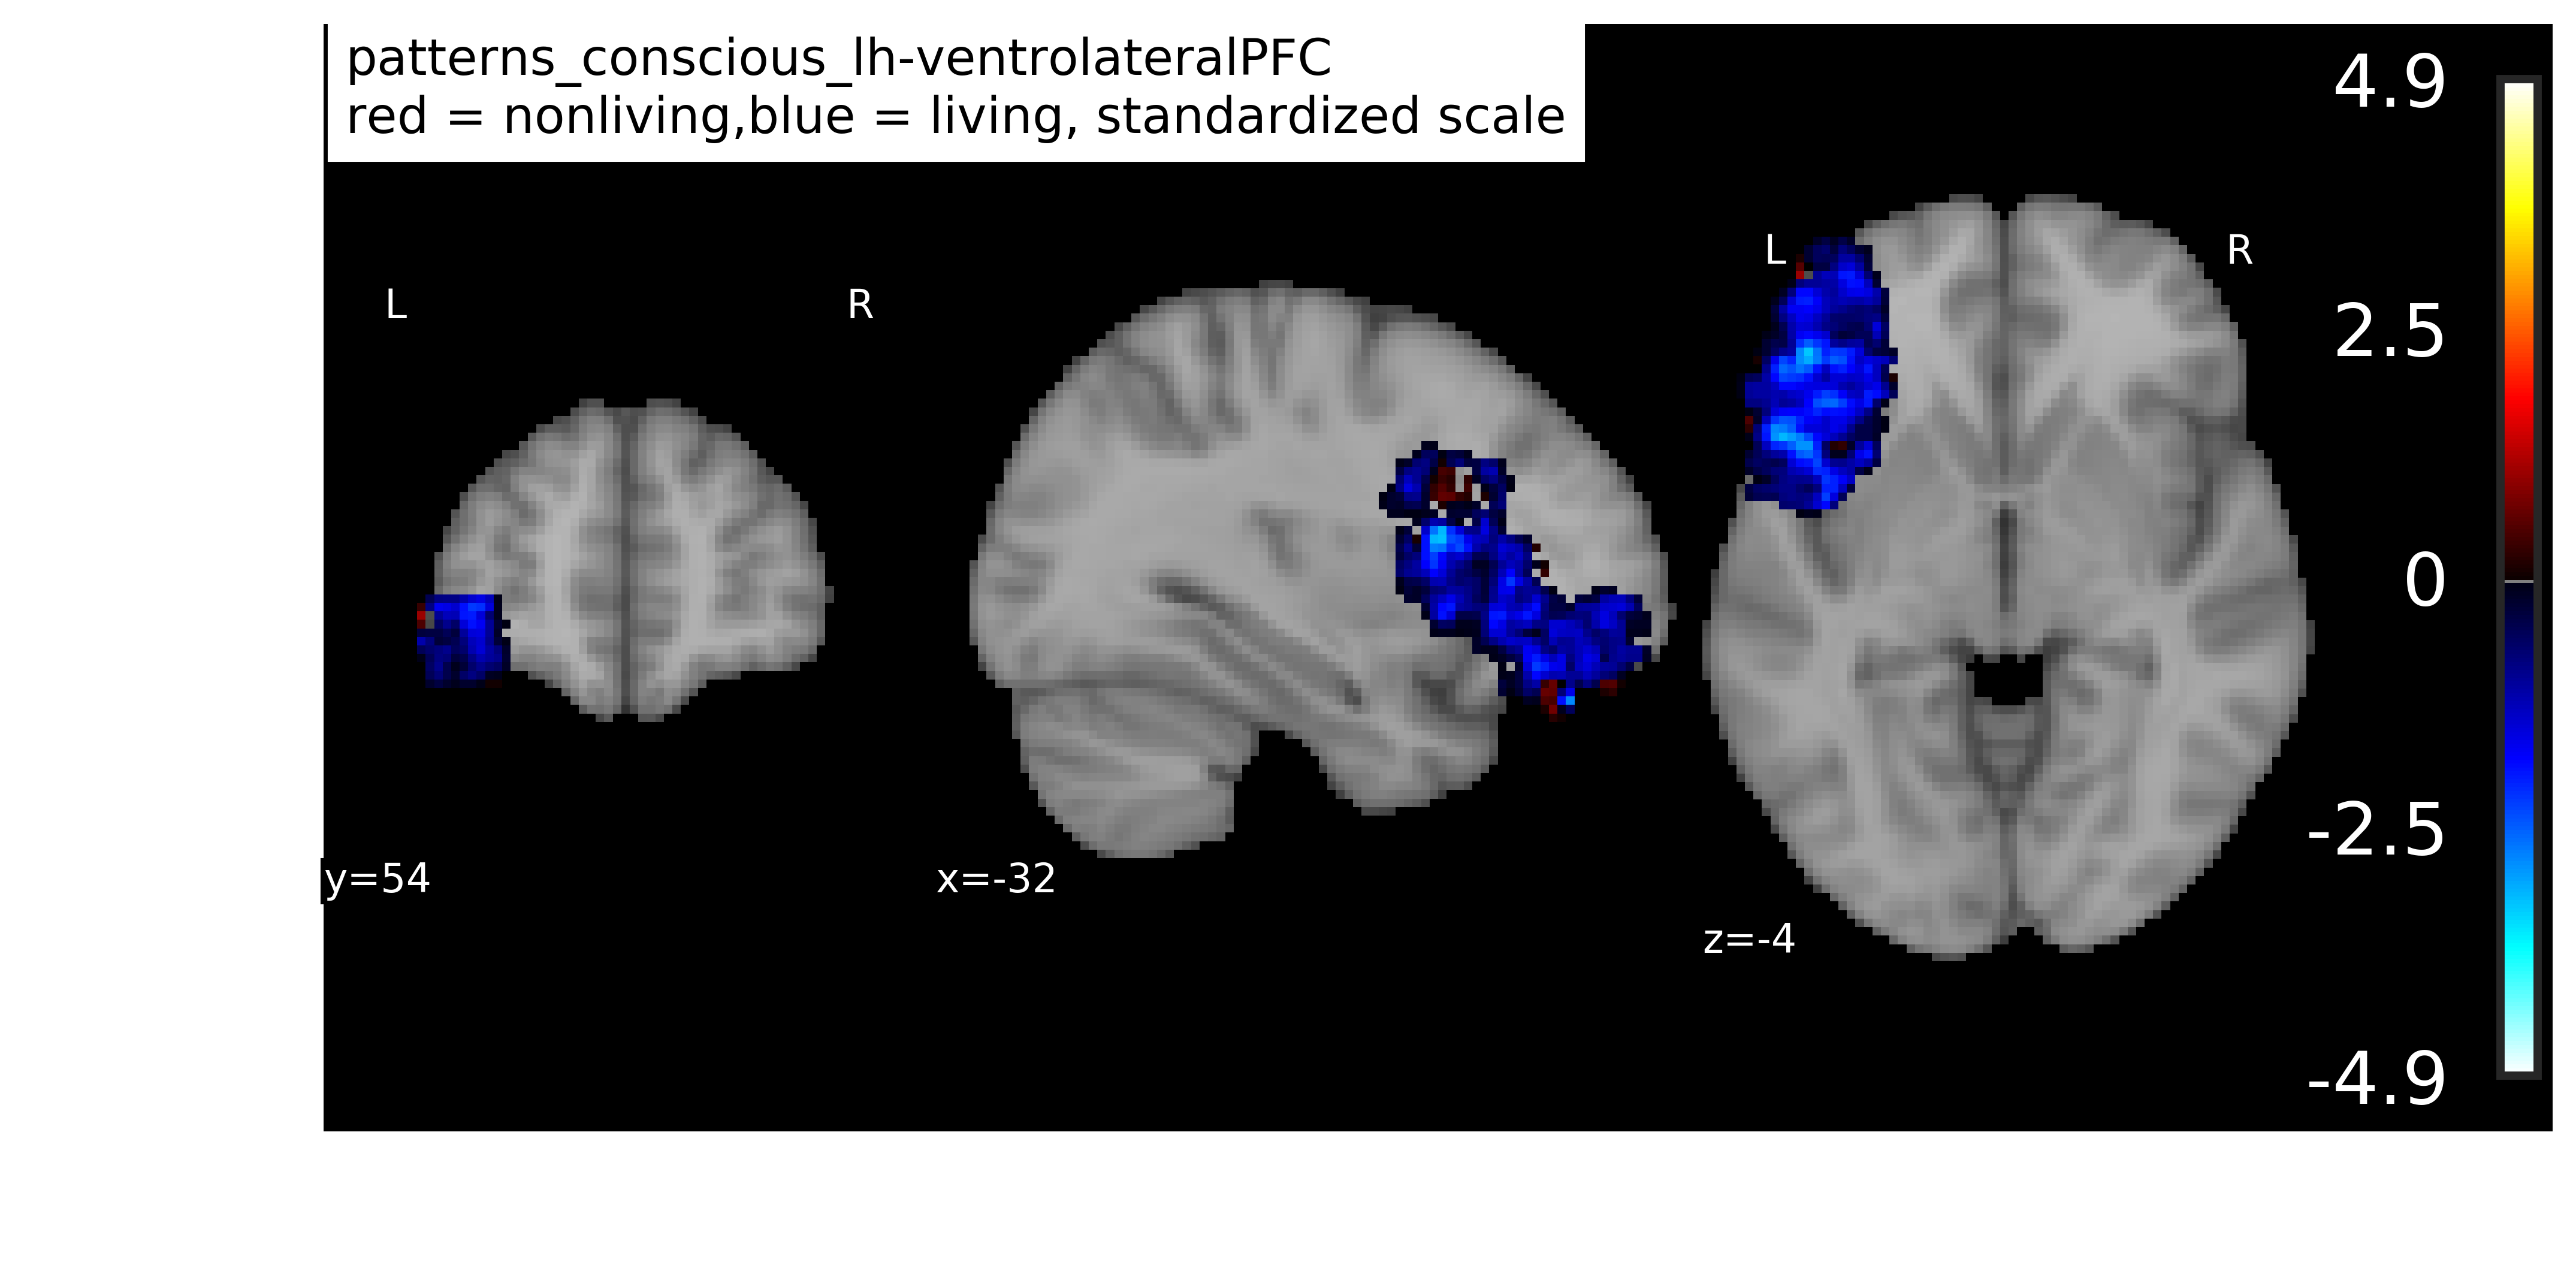 patterns_conscious_lh-ventrolateralPFC
red = nonliving,blue = living, standardized scale
L R
y=54
x=-32
L R
z=-4
4.9
2.5
0
-2.5
-4.9